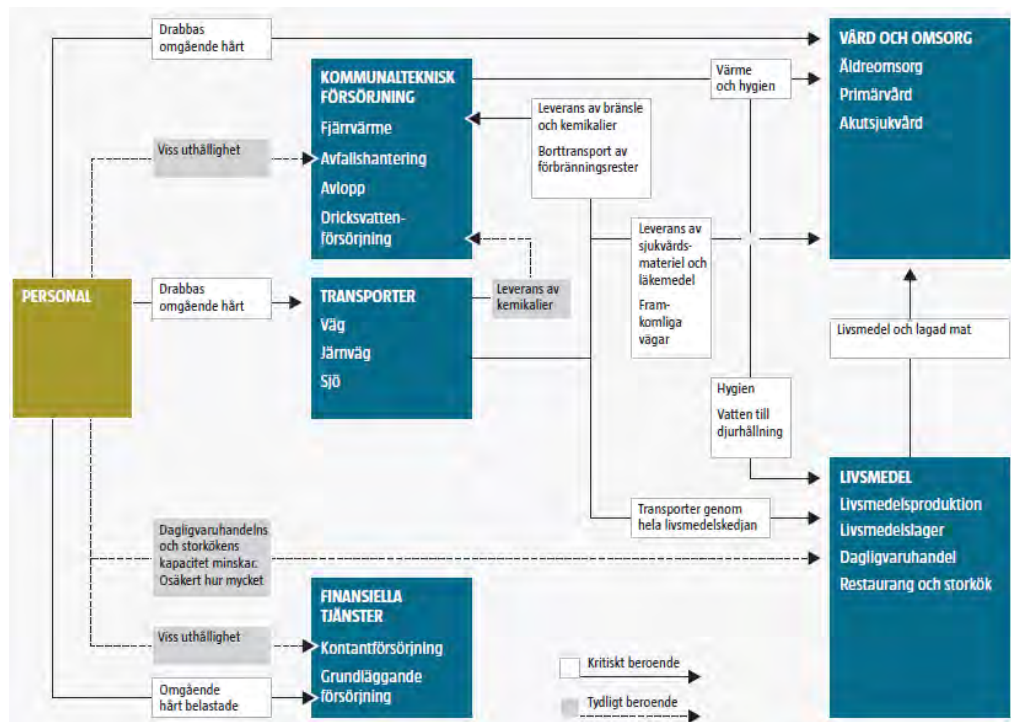 Drabbas
omgående hårt
VÅRD OCH OMSORG
Äldreomsorg
Primärvård
Akutsjukvård
KOMMUNALTEKNISK
FÖRSÖRJNING
Fjärrvärme
Avfallshantering
Avlopp
Dricksvatten-
försörjning
Värme
och hygien
Leverans av bränsle
och kemikalier
Borttransport av
förbränningsrester
Viss uthållighet
Leverans av
sjukvårds-
materiel och
läkemedel
Fram-
komliga
vägar
PERSONAL
Drabbas
omgående hårt
TRANSPORTER
Väg
Järnväg
Sjö
Leverans av
kemikalier
Livsmedel och lagad mat
Hygien
Vatten till
djurhållning
LIVSMEDEL
Livsmedelsproduktion
Livsmedelslager
Dagligvaruhandel
Restaurang och storkök
Transporter genom
hela livsmedelskedjan
Dagligvaruhandelns
och storkökens
kapacitet minskar.
Osäkert hur mycket
FINANSIELLA
TJÄNSTER
Kontantförsörjning
Grundläggande
försörjning
Viss uthållighet
Omgående
hårt belastade
Kritiskt beroende
Tydligt beroende